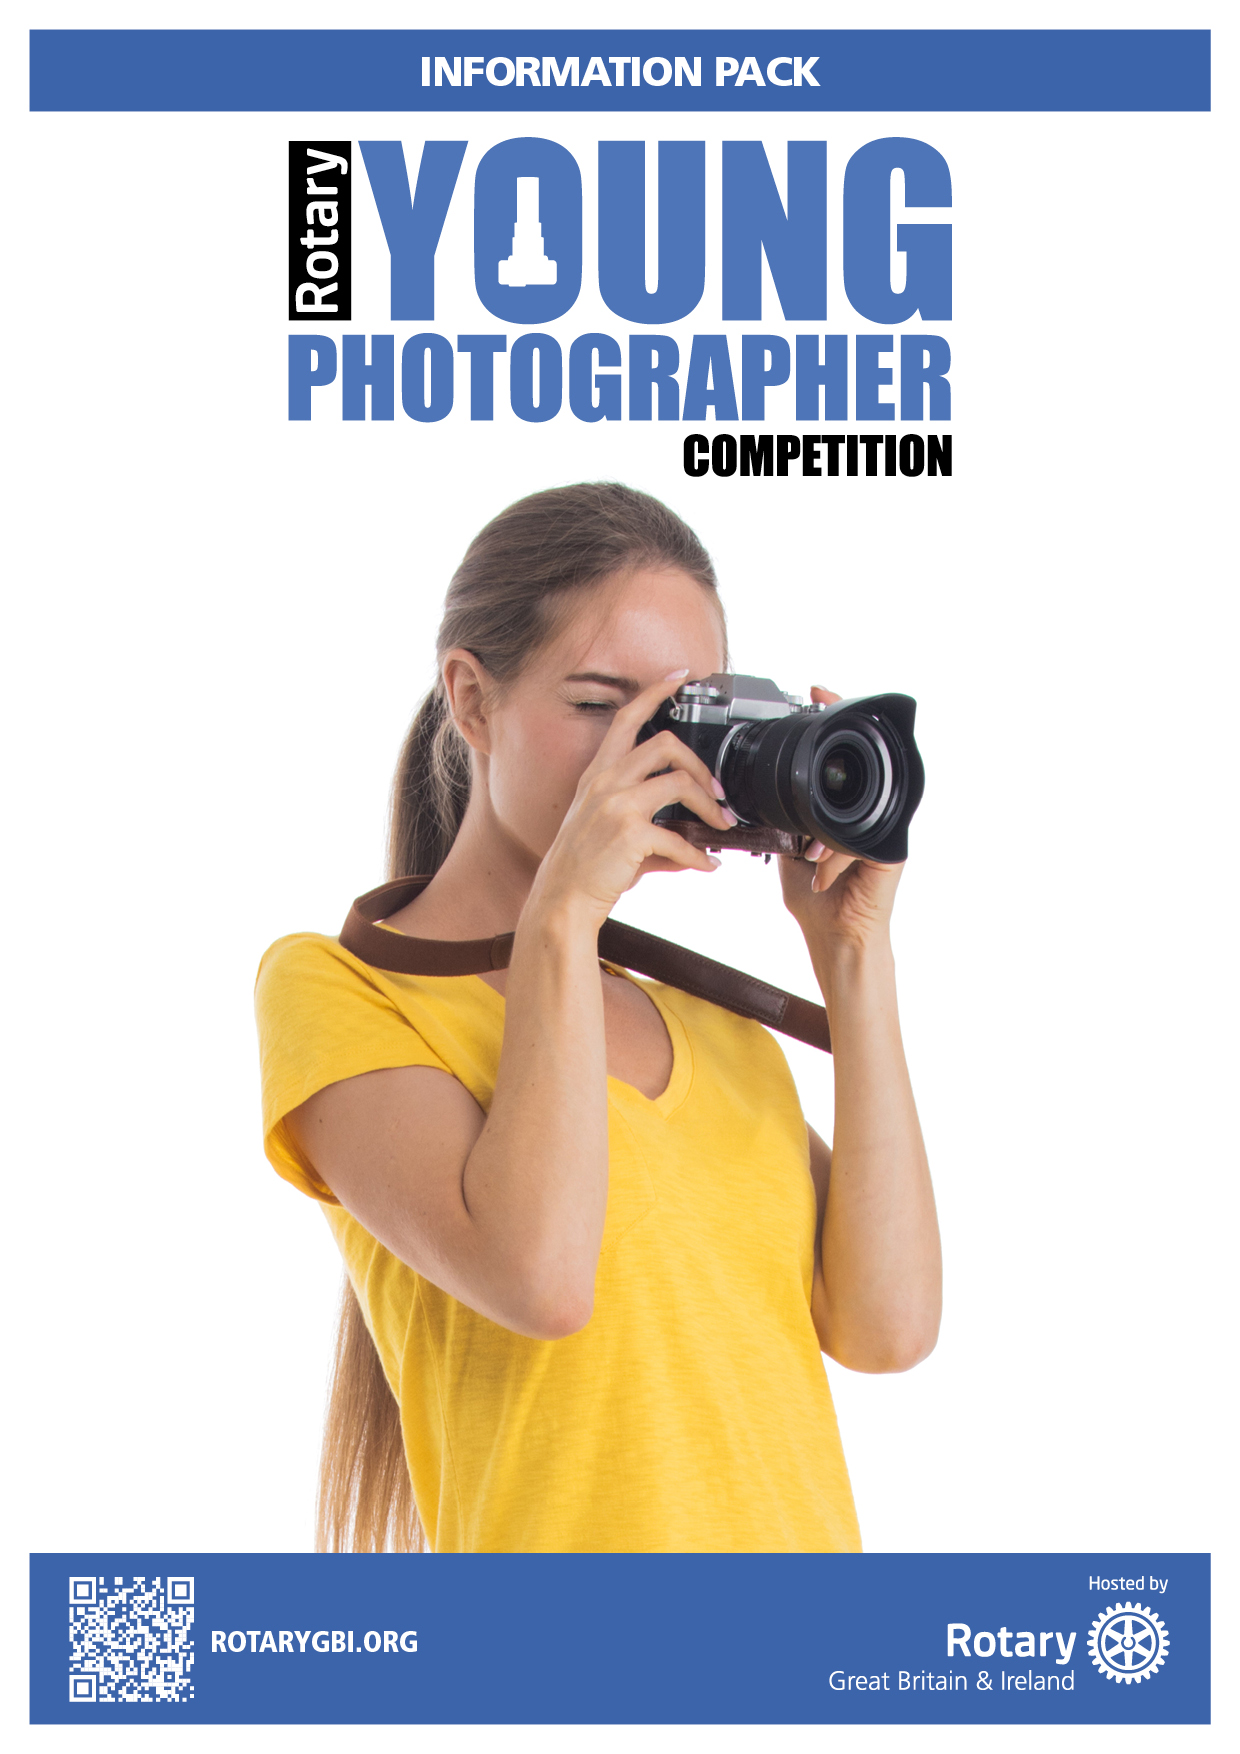 INFORMATION PACK
Rotary
YOUNG
PHOTOGRAPHER
COMPETITION
ROTARYGBI.ORG
Hosted by
Rotary
Great Britain & Ireland